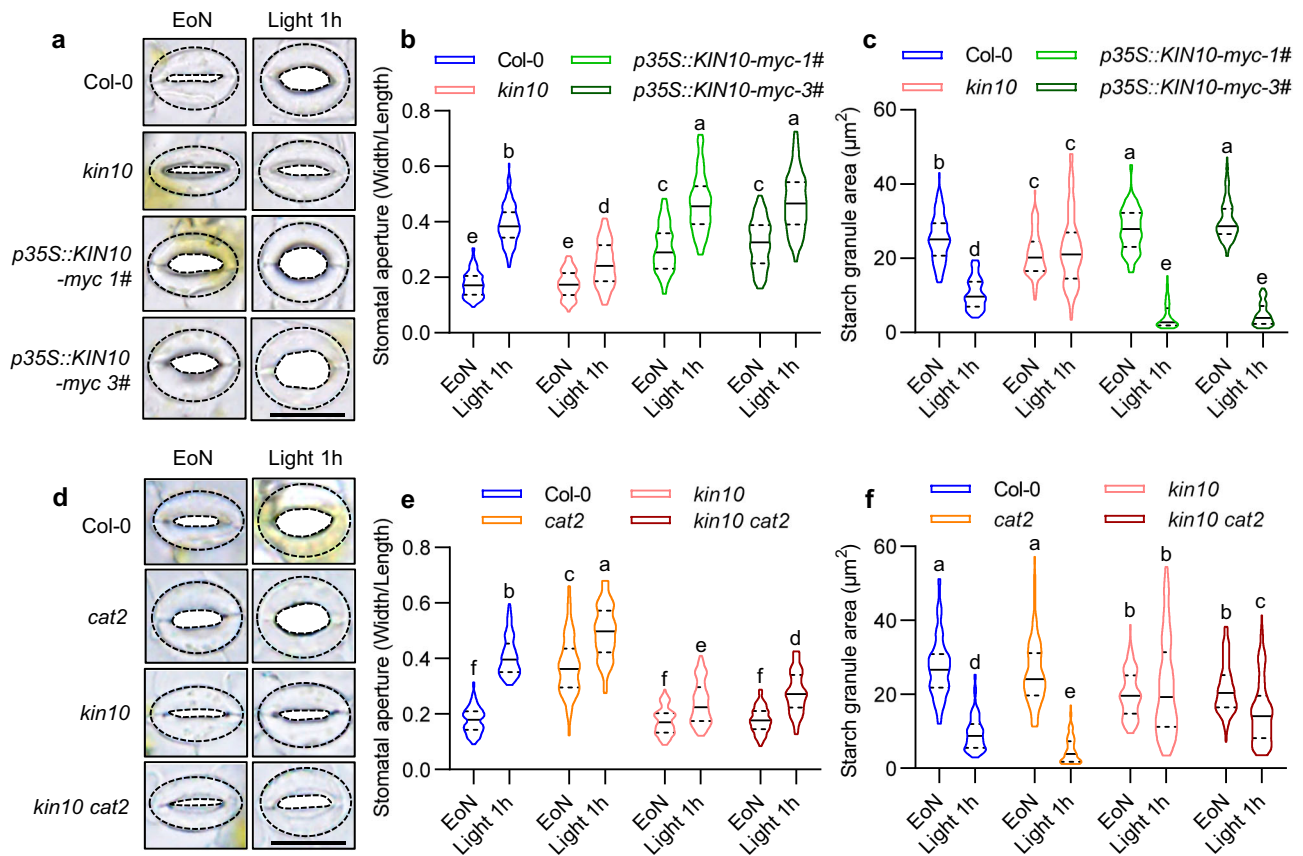 a
EoN Light 1h
Col-0
kin10
p35S::KIN10
-myc 1#
p35S::KIN10
-myc 3#
b
Col-0 p35S::KIN10-myc-1#
kin10 p35S::KIN10-myc-3#
Stomatal aperture (Width/Length)
0.8
0.6
0.4
0.2
0.0
e b e d c a c a
EoN Light 1h EoN Light 1h EoN Light 1h EoN Light 1h
c
Col-0 p35S::KIN10-myc-1#
kin10 p35S::KIN10-myc-3#
Starch granule area (µm²)
60
40
20
0
b d c c a e a e
EoN Light 1h EoN Light 1h EoN Light 1h EoN Light 1h
d
EoN Light 1h
Col-0
cat2
kin10
kin10 cat2
e
Col-0 kin10
cat2 kin10 cat2
Stomatal aperture (Width/Length)
0.8
0.6
0.4
0.2
0.0
f b c a f e f d
EoN Light 1h EoN Light 1h EoN Light 1h EoN Light 1h
f
Col-0 kin10
cat2 kin10 cat2
Starch granule area (µm²)
60
40
20
0
a d a e b b b c
EoN Light 1h EoN Light 1h EoN Light 1h EoN Light 1h